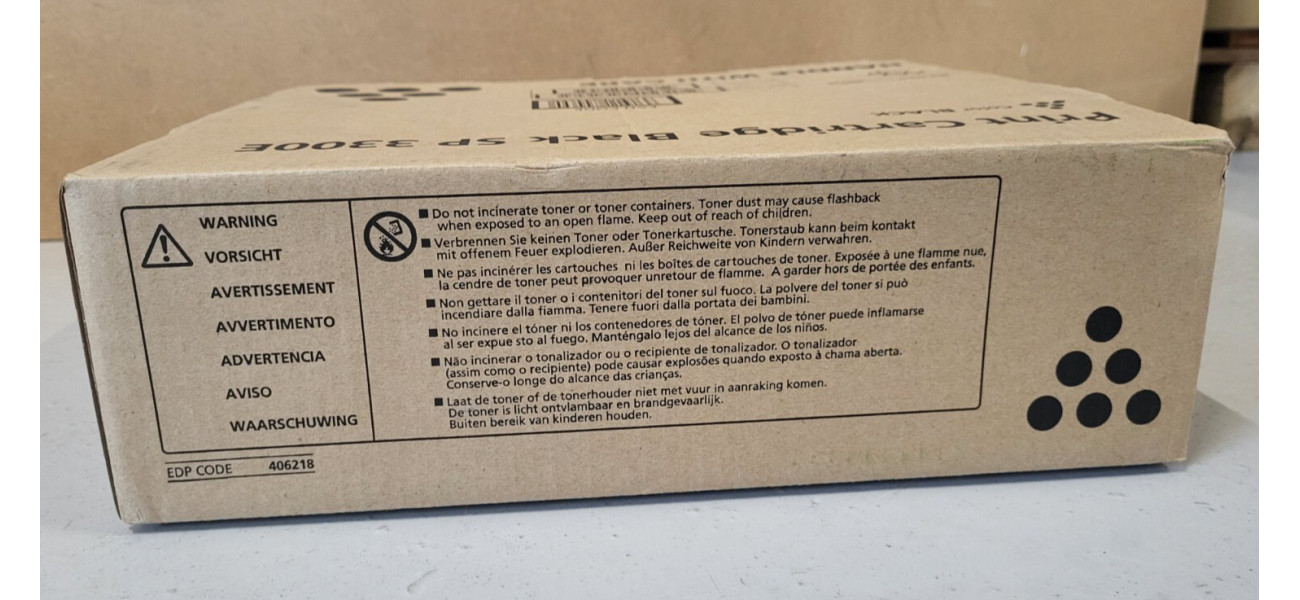 HANDLE WITH CARE
Color BLACK
Print Cartridge Black SP 3300E
WARNING
VORSICHT
AVERTISSEMENT
AVVERTIMENTO
ADVERTENCIA
AVISO
WAARSCHUWING
■ Do not incinerate toner or toner containers. Toner dust may cause flashback
when exposed to an open flame. Keep out of reach of children.
■ Verbrennen Sie keinen Toner oder Tonerkartusche. Tonerstaub kann beim kontakt
mit offenem Feuer explodieren. Außer Reichweite von Kindern verwahren.
■ Ne pas incinérer les cartouches ni les boîtes de cartouches de toner. Exposée à une flamme nue,
la cendre de toner peut provoquer unretour de flamme. A garder hors de portée des enfants.
■ Non gettare il toner o i contenitori del toner sul fuoco. La polvere del toner si può
incendiare dalla fiamma. Tenere fuori dalla portata dei bambini.
■ No incinere el tóner ni los contenedores de tóner. El polvo de tóner puede inflamarse
al ser expue sto al fuego. Manténgalo lejos del alcance de los niños.
■ Não incinerar o tonalizador ou o recipiente de tonalizador. O tonalizador
(assim como o recipiente) pode causar explosões quando exposto à chama aberta.
Conserve-o longe do alcance das crianças.
■ Laat de toner of de tonerhouder niet met vuur in aanraking komen.
De toner is licht ontvlambaar en brandgevaarlijk.
Buiten bereik van kinderen houden.
EDP CODE 406218